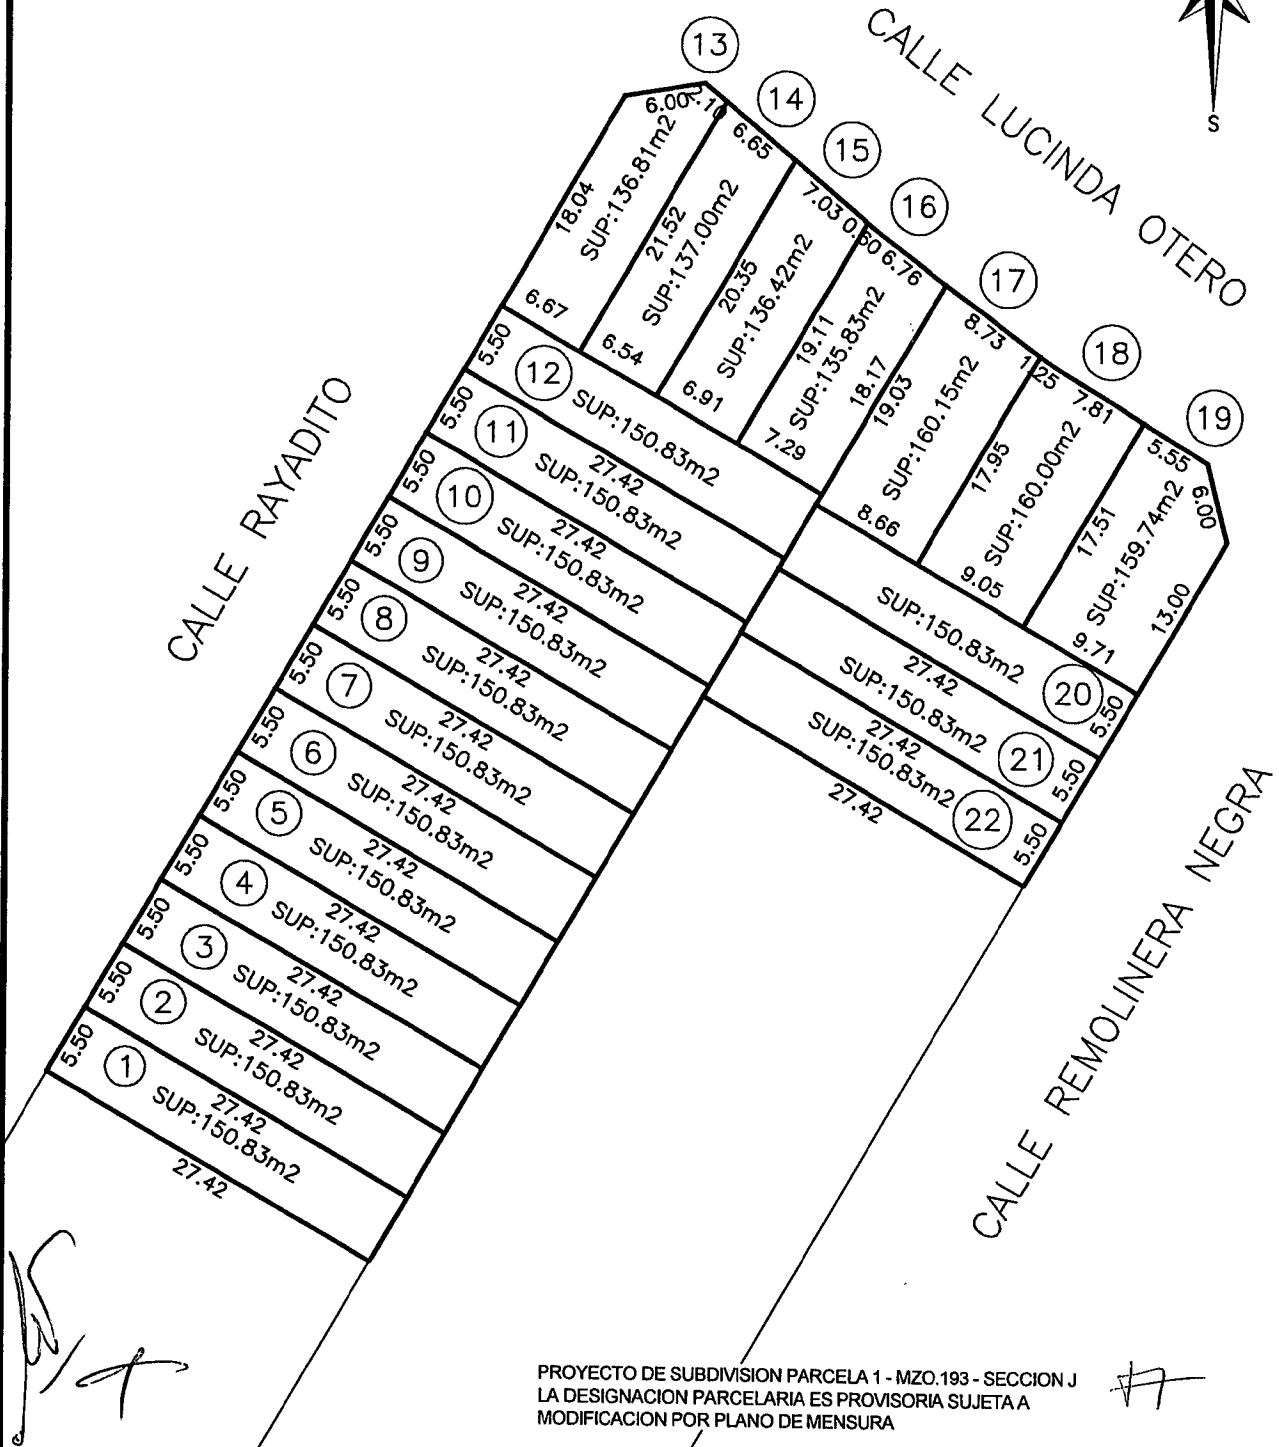 CALLE LUCINDA OTERO
S
13
14
15
16
17
18
19
6.00
2.10
6.65
7.03
0.60
6.76
8.73
1.25
7.81
5.55
6.00
18.04
SUP:136.81m2
21.52
SUP:137.00m2
20.35
SUP:136.42m2
19.11
SUP:135.83m2
18.17
19.03
SUP:160.15m2
17.95
SUP:160.00m2
17.51
SUP:159.74m2
13.00
6.67
6.54
6.91
7.29
8.66
9.05
9.71
CALLE RAYADITO
5.50
12
SUP:150.83m2
27.42
5.50
11
SUP:150.83m2
27.42
5.50
10
SUP:150.83m2
27.42
5.50
9
SUP:150.83m2
27.42
5.50
8
SUP:150.83m2
27.42
5.50
7
SUP:150.83m2
27.42
5.50
6
SUP:150.83m2
27.42
5.50
5
SUP:150.83m2
27.42
5.50
4
SUP:150.83m2
27.42
5.50
3
SUP:150.83m2
27.42
5.50
2
SUP:150.83m2
27.42
5.50
1
SUP:150.83m2
27.42
SUP:150.83m2
20
5.50
27.42
SUP:150.83m2
21
5.50
27.42
SUP:150.83m2
22
5.50
27.42
CALLE REMOLINERA NEGRA
PROYECTO DE SUBDIVISION PARCELA 1 - MZO.193 - SECCION J
LA DESIGNACION PARCELARIA ES PROVISORIA SUJETA A
MODIFICACION POR PLANO DE MENSURA